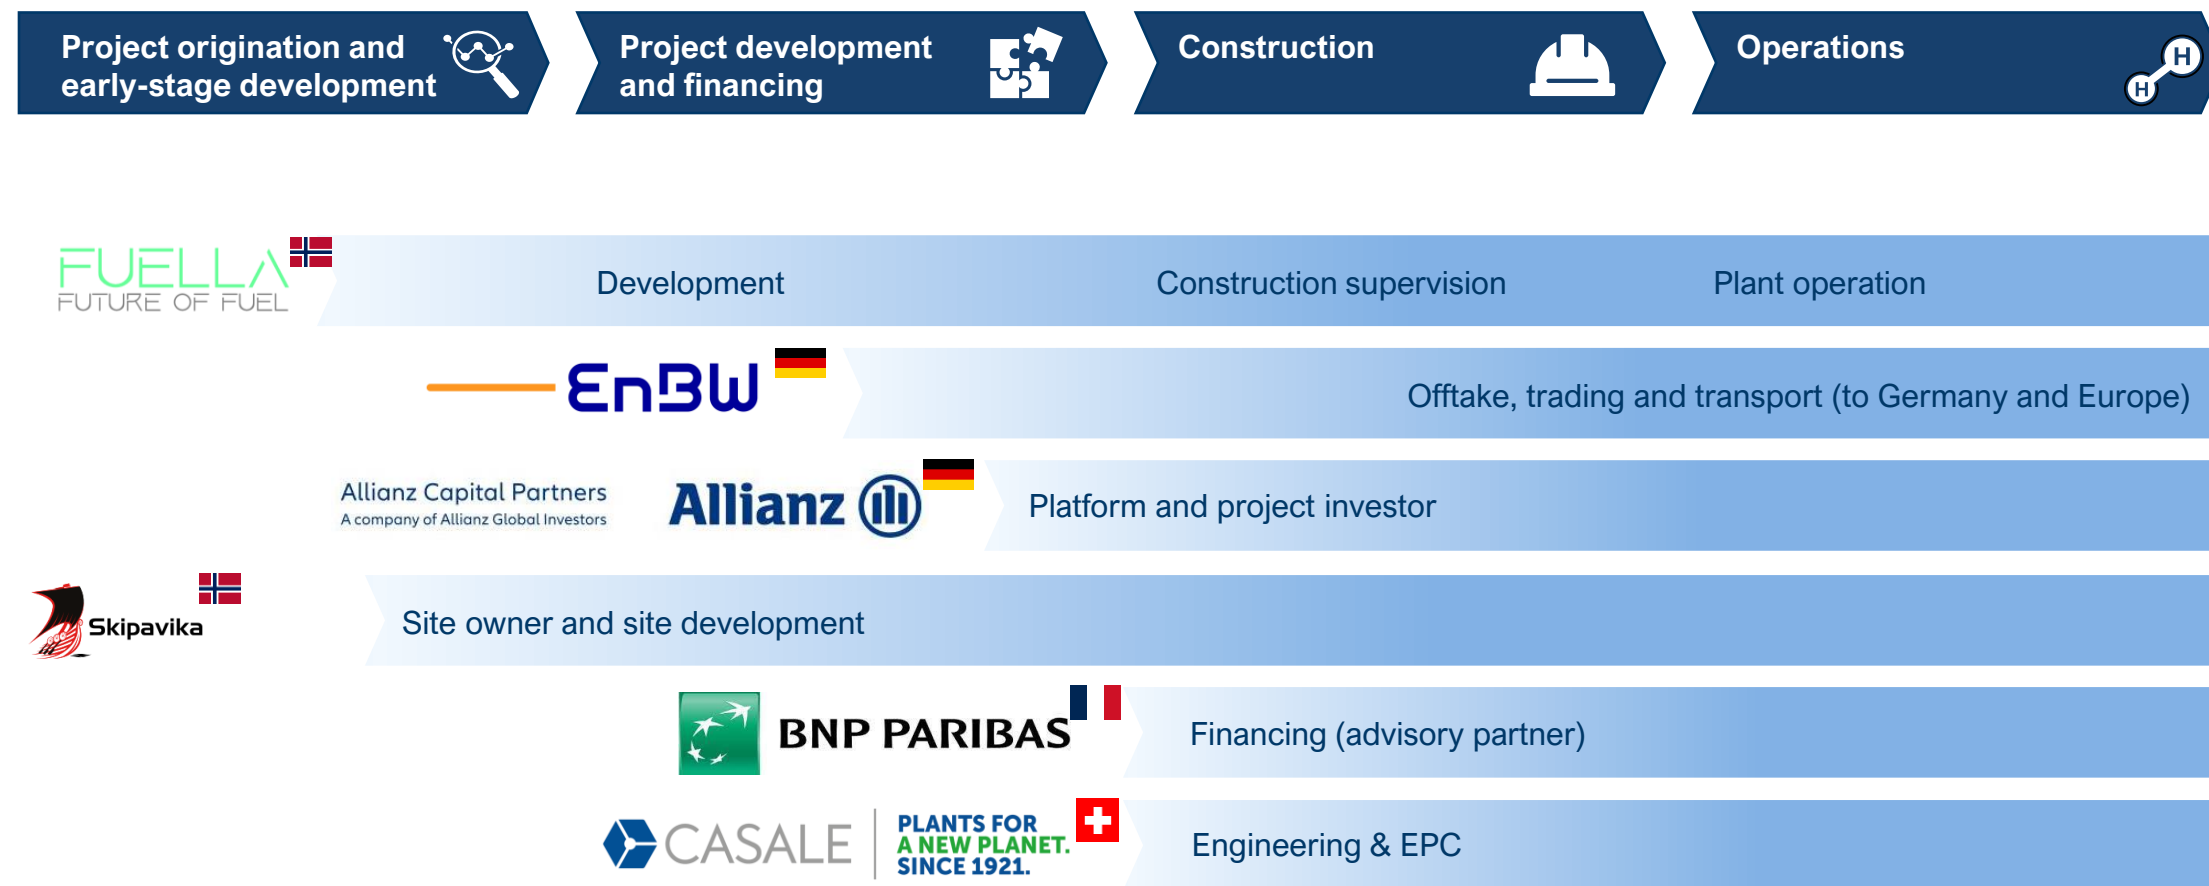 Project origination and
early-stage development
Project development
and financing
Construction
Operations
H
H
FUELLA
FUTURE OF FUEL
Development
Construction supervision
Plant operation
EnBW
Offtake, trading and transport (to Germany and Europe)
Allianz Capital Partners
A company of Allianz Global Investors
Allianz
Platform and project investor
Skipavika
Site owner and site development
BNP PARIBAS
Financing (advisory partner)
CASALE
PLANTS FOR
A NEW PLANET.
SINCE 1921.
Engineering & EPC